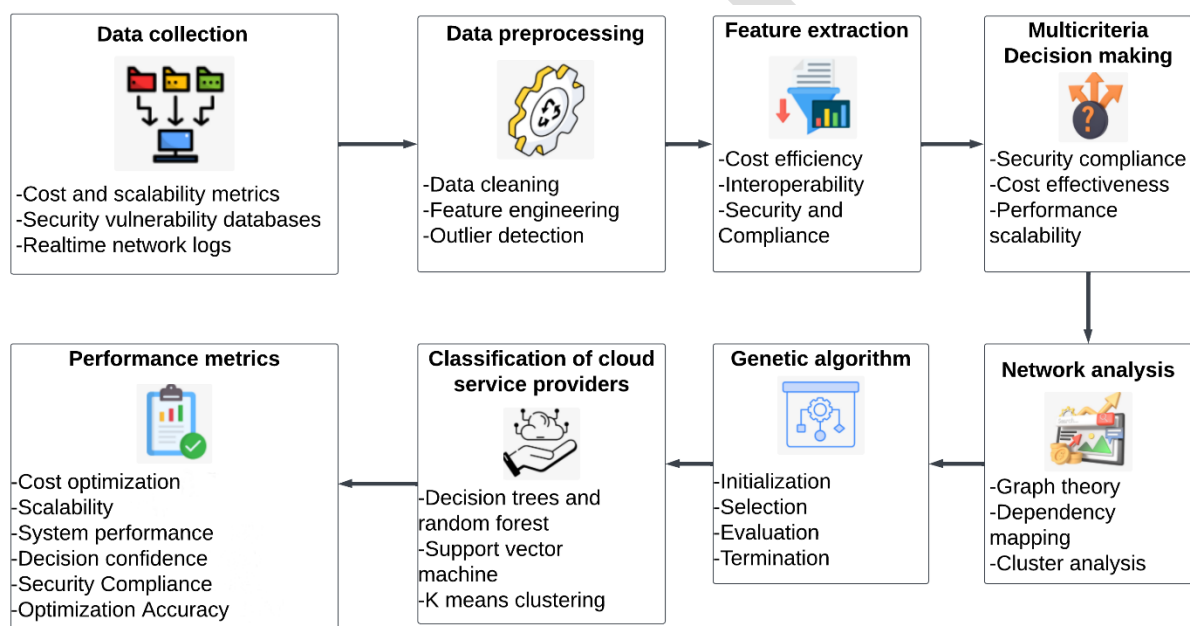 Data collection
-Cost and scalability metrics
-Security vulnerability databases
-Realtime network logs
Data preprocessing
-Data cleaning
-Feature engineering
-Outlier detection
Feature extraction
-Cost efficiency
-Interoperability
-Security and
Compliance
Multicriteria
Decision making
?
-Security compliance
-Cost effectiveness
-Performance
scalability
Network analysis
-Graph theory
-Dependency
mapping
-Cluster analysis
Genetic algorithm
-Initialization
-Selection
-Evaluation
-Termination
Classification of cloud
service providers
-Decision trees and
random forest
-Support vector
machine
-K means clustering
Performance metrics
-Cost optimization
-Scalability
-System performance
-Decision confidence
-Security Compliance
-Optimization Accuracy